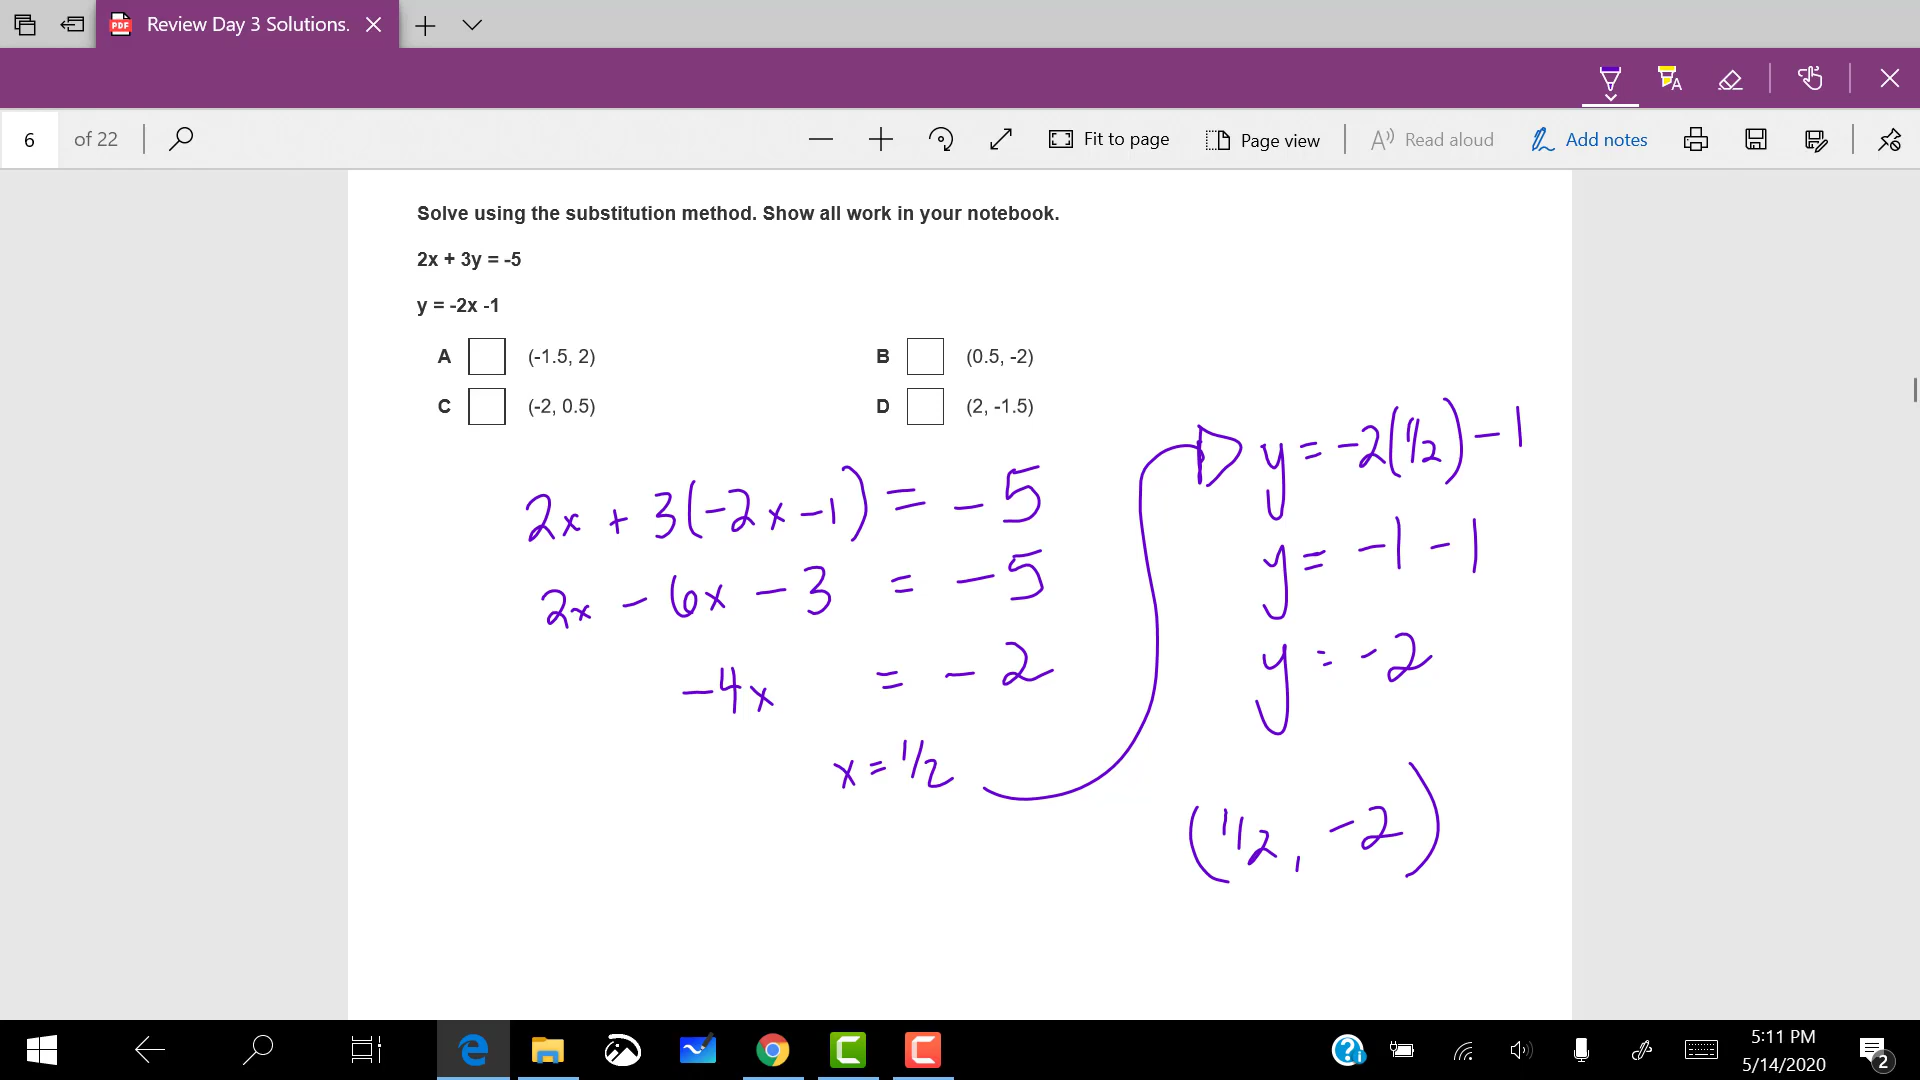 Review Day 3 Solutions.
6 of 22
Fit to page
Page view
Read aloud
Add notes
Solve using the substitution method. Show all work in your notebook.
2x + 3y = -5
y = -2x -1
A (-1.5, 2)
B (0.5, -2)
C (-2, 0.5)
D (2, -1.5)
2x + 3(-2x -1) = -5
2x - 6x - 3 = -5
-4x = -2
x = 1/2
y = -2(1/2) - 1
y = -1 - 1
y = -2
(1/2, -2)
5:11 PM
5/14/2020
2